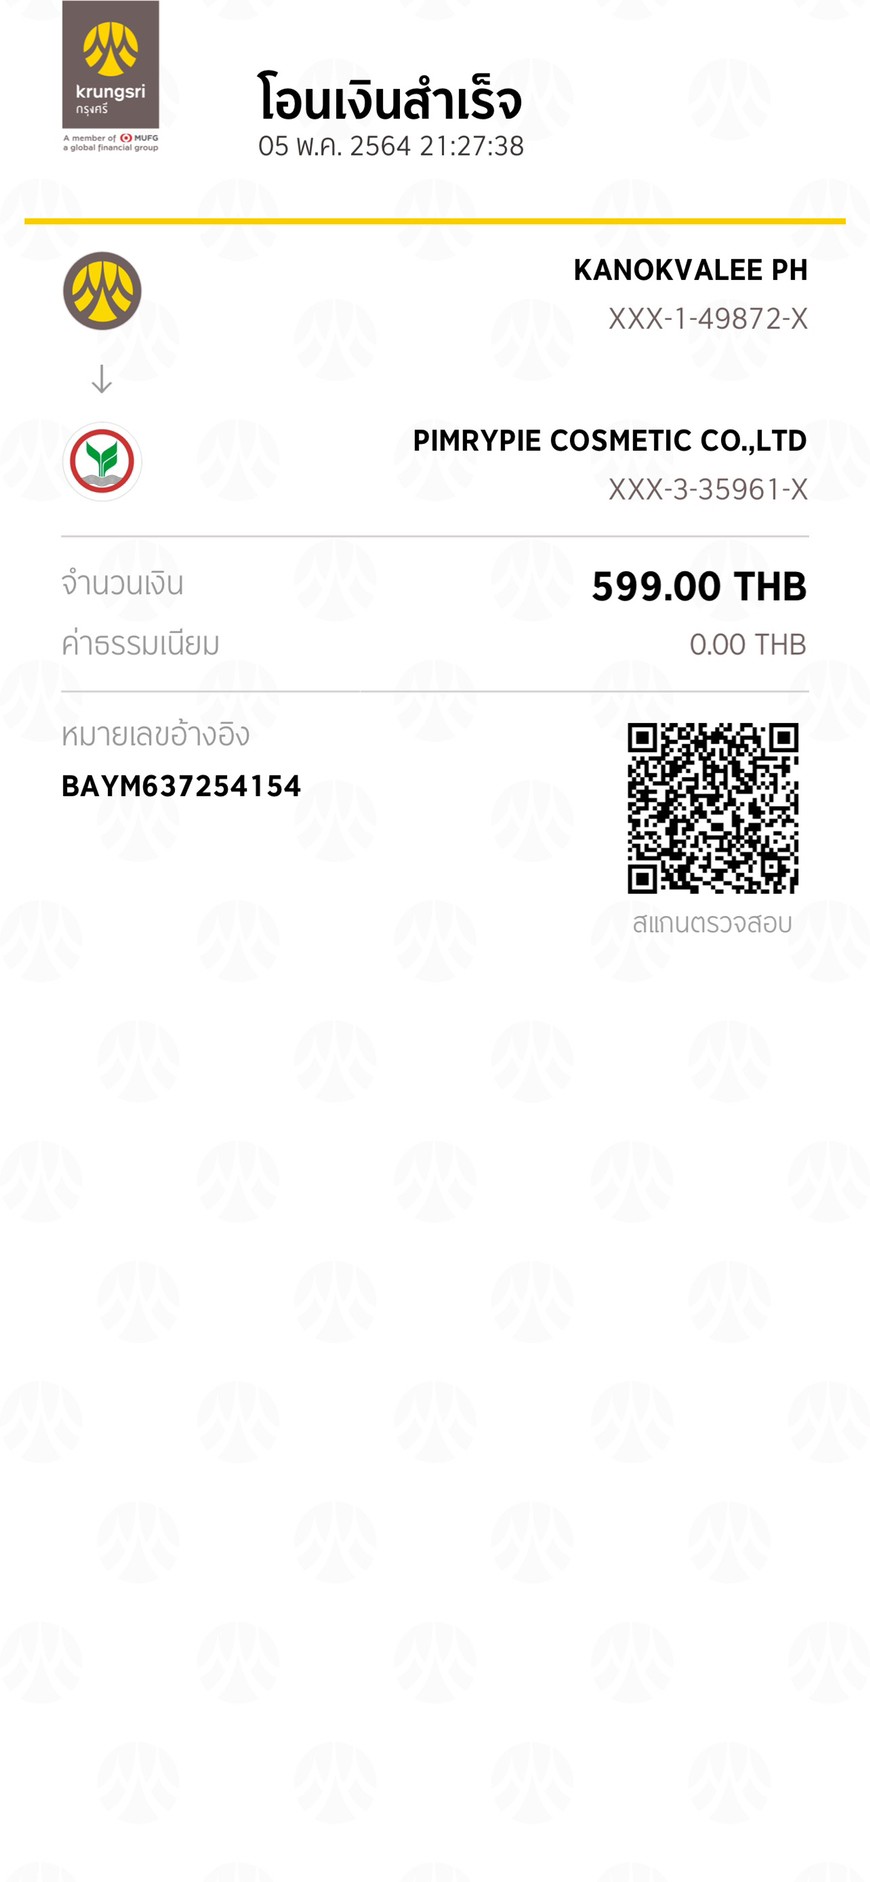 krungsri
กรุงศรี
A member of MUFG
a global financial group
โอนเงินสำเร็จ
05 พ.ค. 2564 21:27:38
KANOKVALEE PH
XXX-1-49872-X
PIMRYPIE COSMETIC CO.,LTD
XXX-3-35961-X
จำนวนเงิน
599.00 THB
ค่าธรรมเนียม
0.00 THB
หมายเลขอ้างอิง
BAYM637254154
สแกนตรวจสอบ